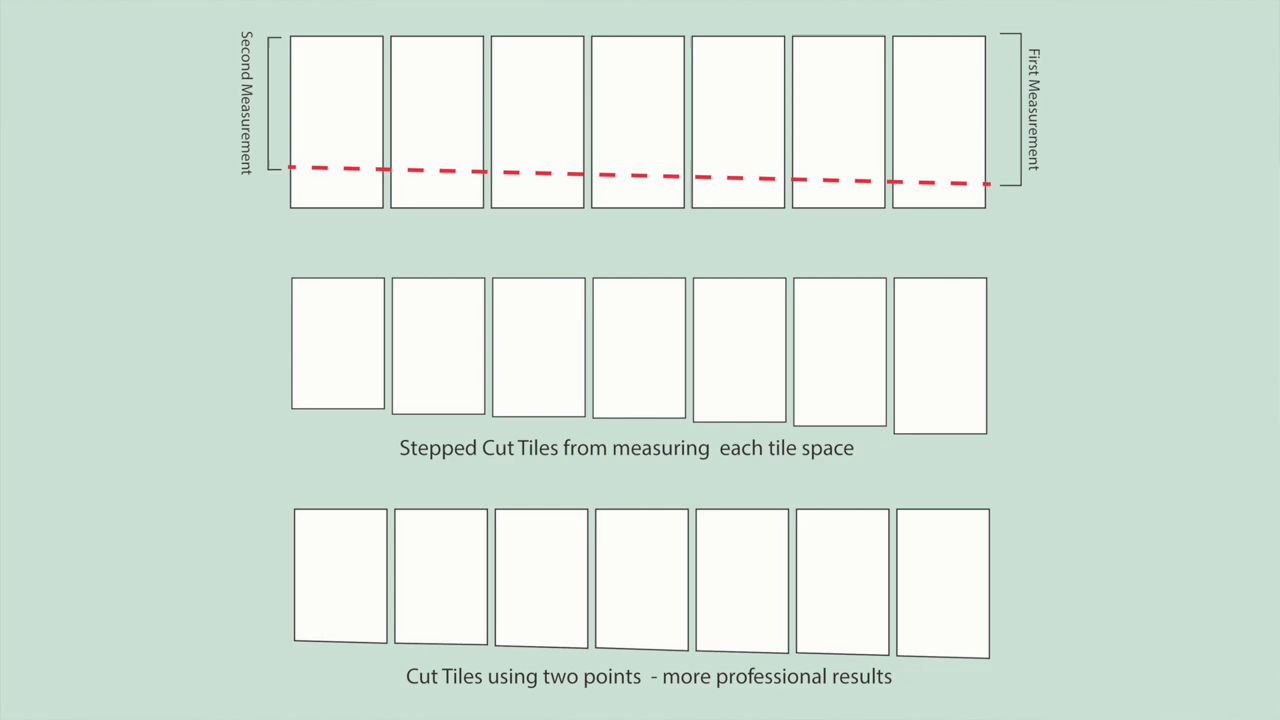 Second Measurement
First Measurement
Stepped Cut Tiles from measuring  each tile space
Cut Tiles using two points  - more professional results